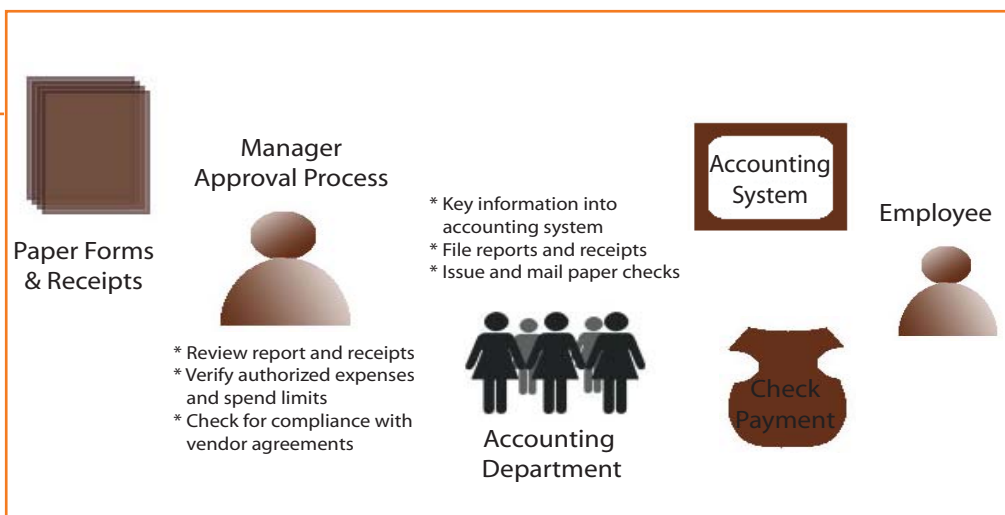 Paper Forms
& Receipts
Manager
Approval Process
* Review report and receipts
* Verify authorized expenses
and spend limits
* Check for compliance with
vendor agreements
* Key information into
accounting system
* File reports and receipts
* Issue and mail paper checks
Accounting
Department
Accounting
System
Check
Payment
Employee